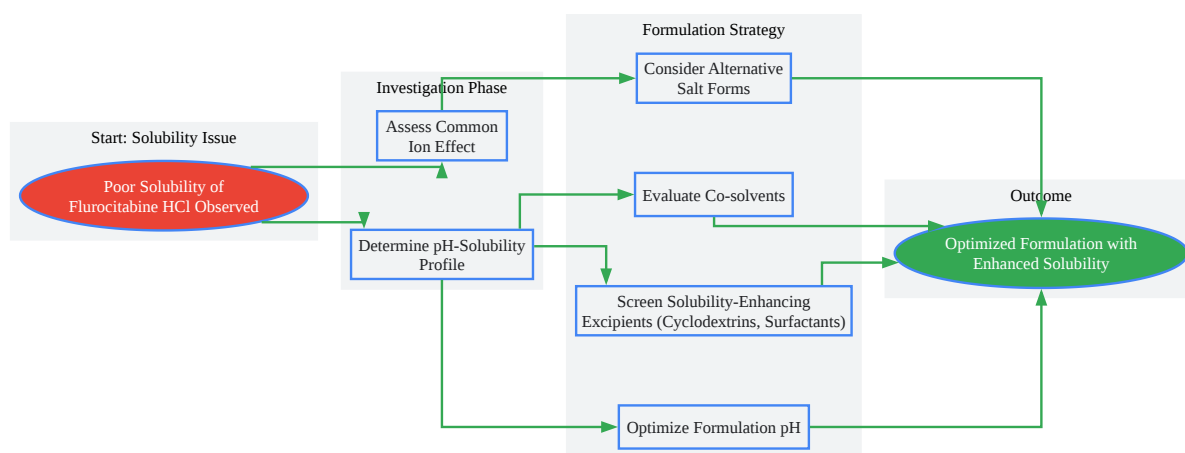 Start: Solubility Issue
Poor Solubility of
Flurocitabine HCl Observed
Investigation Phase
Assess Common
Ion Effect
Determine pH-Solubility
Profile
Formulation Strategy
Consider Alternative
Salt Forms
Evaluate Co-solvents
Screen Solubility-Enhancing
Excipients (Cyclodextrins, Surfactants)
Optimize Formulation pH
Outcome
Optimized Formulation with
Enhanced Solubility